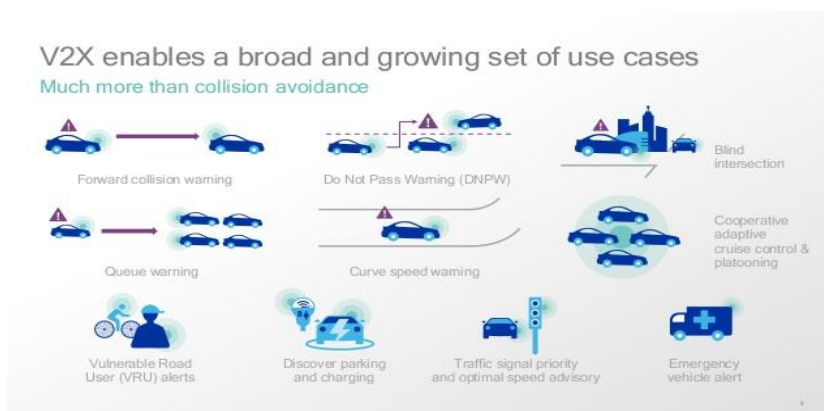 V2X enables a broad and growing set of use cases
Much more than collision avoidance
Forward collision warning
Do Not Pass Warning (DNPW)
Blind
intersection
Queue warning
Curve speed warning
Cooperative
adaptive
cruise control &
platooning
Vulnerable Road
User (VRU) alerts
Discover parking
and charging
Traffic signal priority
and optimal speed advisory
Emergency
vehicle alert